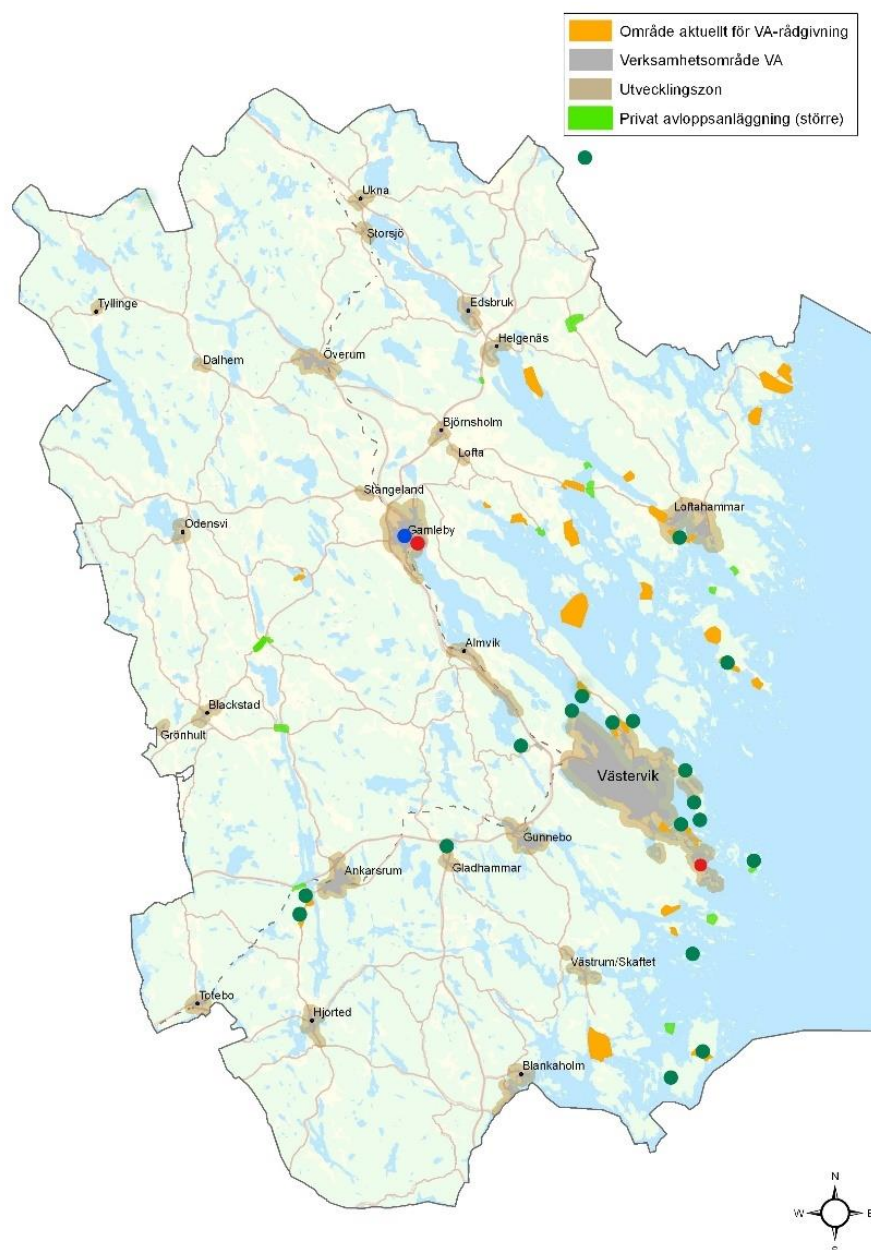 Område aktuellt för VA-rådgivning
Verksamhetsområde VA
Utvecklingszon
Privat avloppsanläggning (större)
Ukna
Storsjö
Tyllinge
Edsbruk
Helgenäs
Dalhem
Överum
Björnsholm
Lofta
Stångeland
Loftahammar
Odensvi
Gamleby
Almvik
Blackstad
Grönhult
Västervik
Gunnebo
Ankarsrum
Gladhammar
Västrum/Skaftet
Totebo
Hjorted
Blankaholm
N
W
E
S